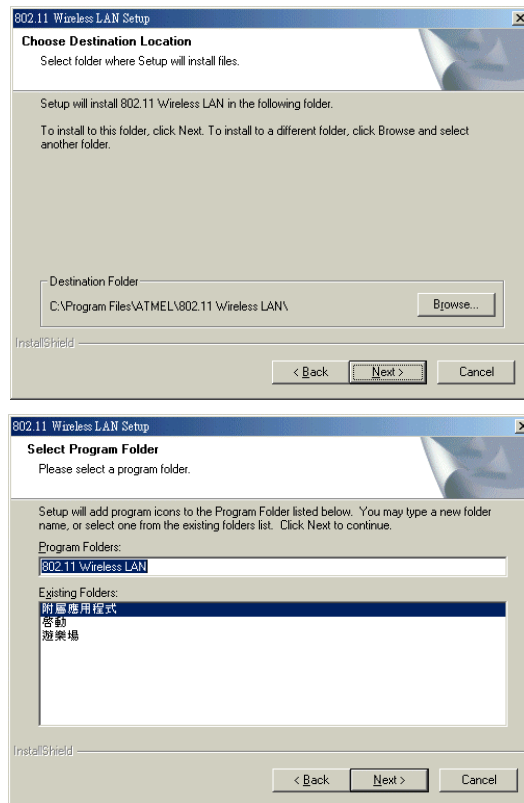 802.11 Wireless LAN Setup
Choose Destination Location
Select folder where Setup will install files.
Setup will install 802.11 Wireless LAN in the following folder.
To install to this folder, click Next. To install to a different folder, click Browse and select
another folder.
Destination Folder
C:\Program Files\ATMEL\802.11 Wireless LAN\
Browse...
InstallShield
< Back
Next >
Cancel
802.11 Wireless LAN Setup
Select Program Folder
Please select a program folder.
Setup will add program icons to the Program Folder listed below. You may type a new folder
name, or select one from the existing folders list. Click Next to continue.
Program Folders:
802.11 Wireless LAN
Existing Folders:
附屬應用程式
啓動
遊樂場
InstallShield
< Back
Next >
Cancel